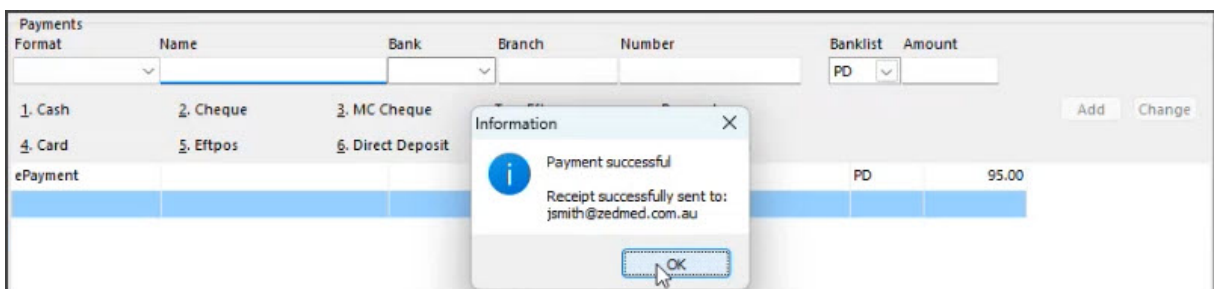 Payments
Format Name Bank Branch Number Banklist Amount
PD
1. Cash 2. Cheque 3. MC Cheque Add Change
Information
4. Card 5. Eftpos 6. Direct Deposit
Payment successful
ePayment PD 95.00
Receipt successfully sent to:
jsmith@zedmed.com.au
OK